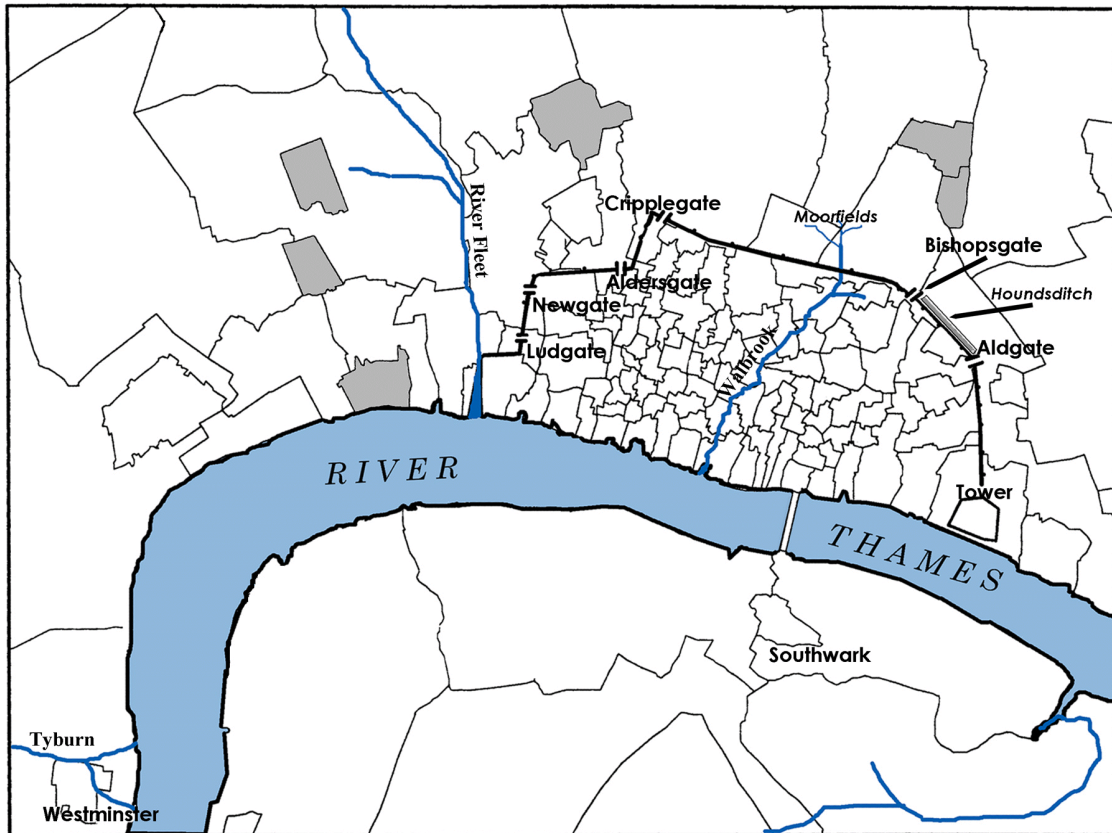 Cripplegate
Moorfields
River Fleet
Bishopsgate
Aldersgate
Houndsditch
Newgate
Ludgate
Walbrook
Aldgate
RIVER
Tower
THAMES
Southwark
Tyburn
Westminster